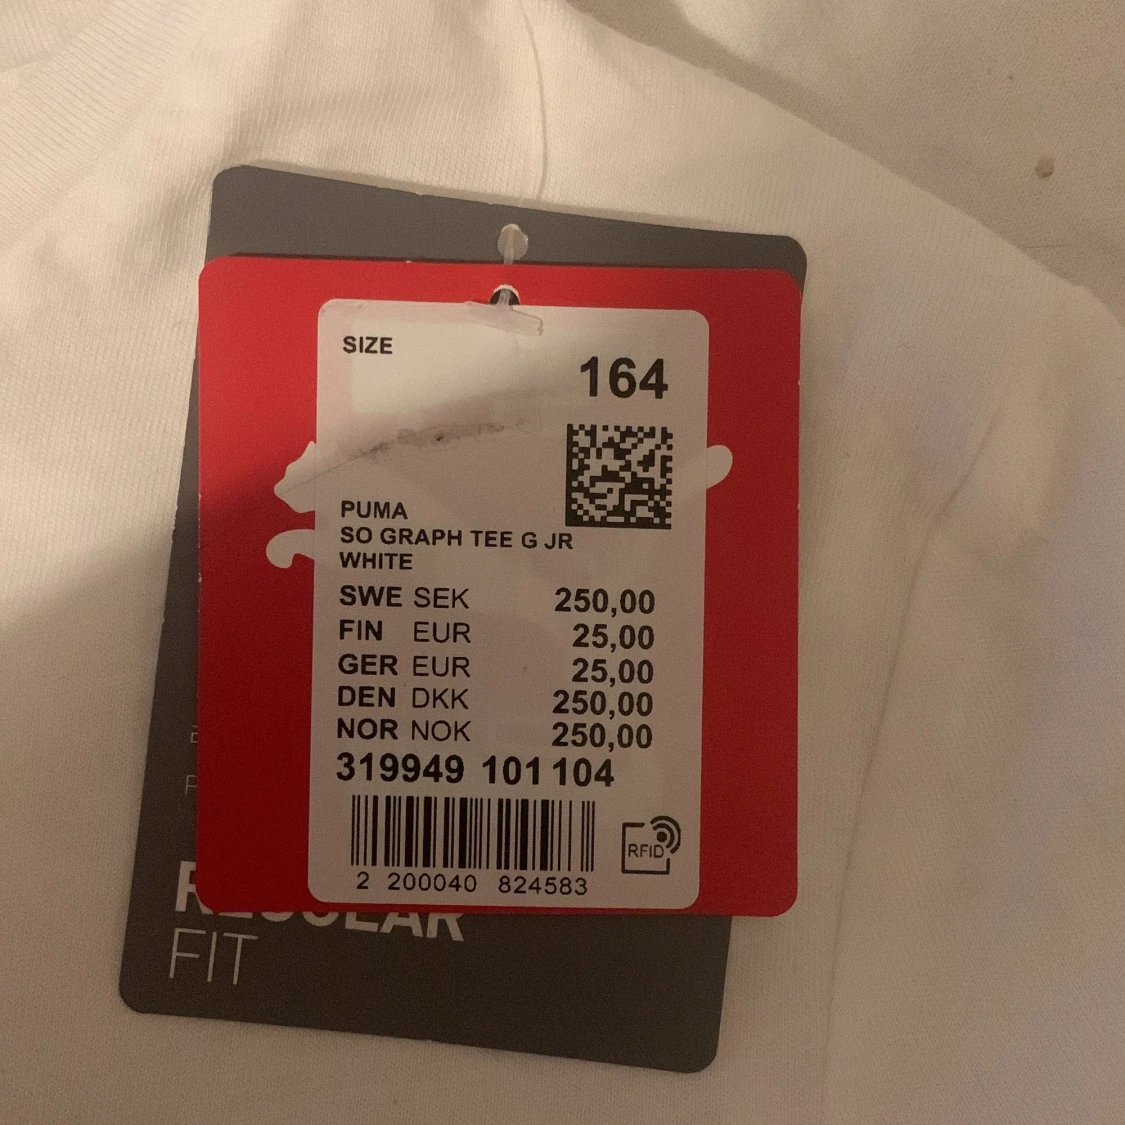 SIZE
164
PUMA
SO GRAPH TEE G JR
WHITE
SWE SEK 250,00
FIN EUR 25,00
GER EUR 25,00
DEN DKK 250,00
NOR NOK 250,00
319949 101 104
RFID
2 200040 824583
REGULAR
FIT